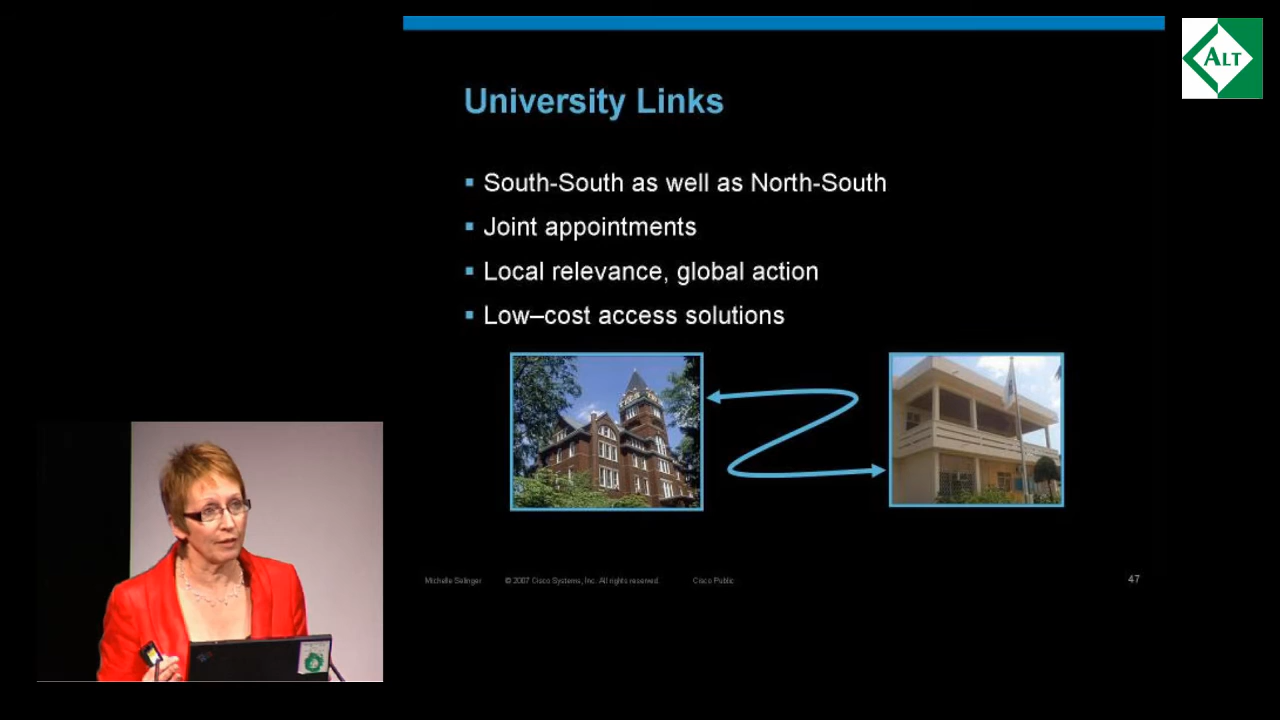 ALT
University Links
South-South as well as North-South
Joint appointments
Local relevance, global action
Low–cost access solutions
Michelle Selinger © 2007 Cisco Systems, Inc. All rights reserved. Cisco Public 47